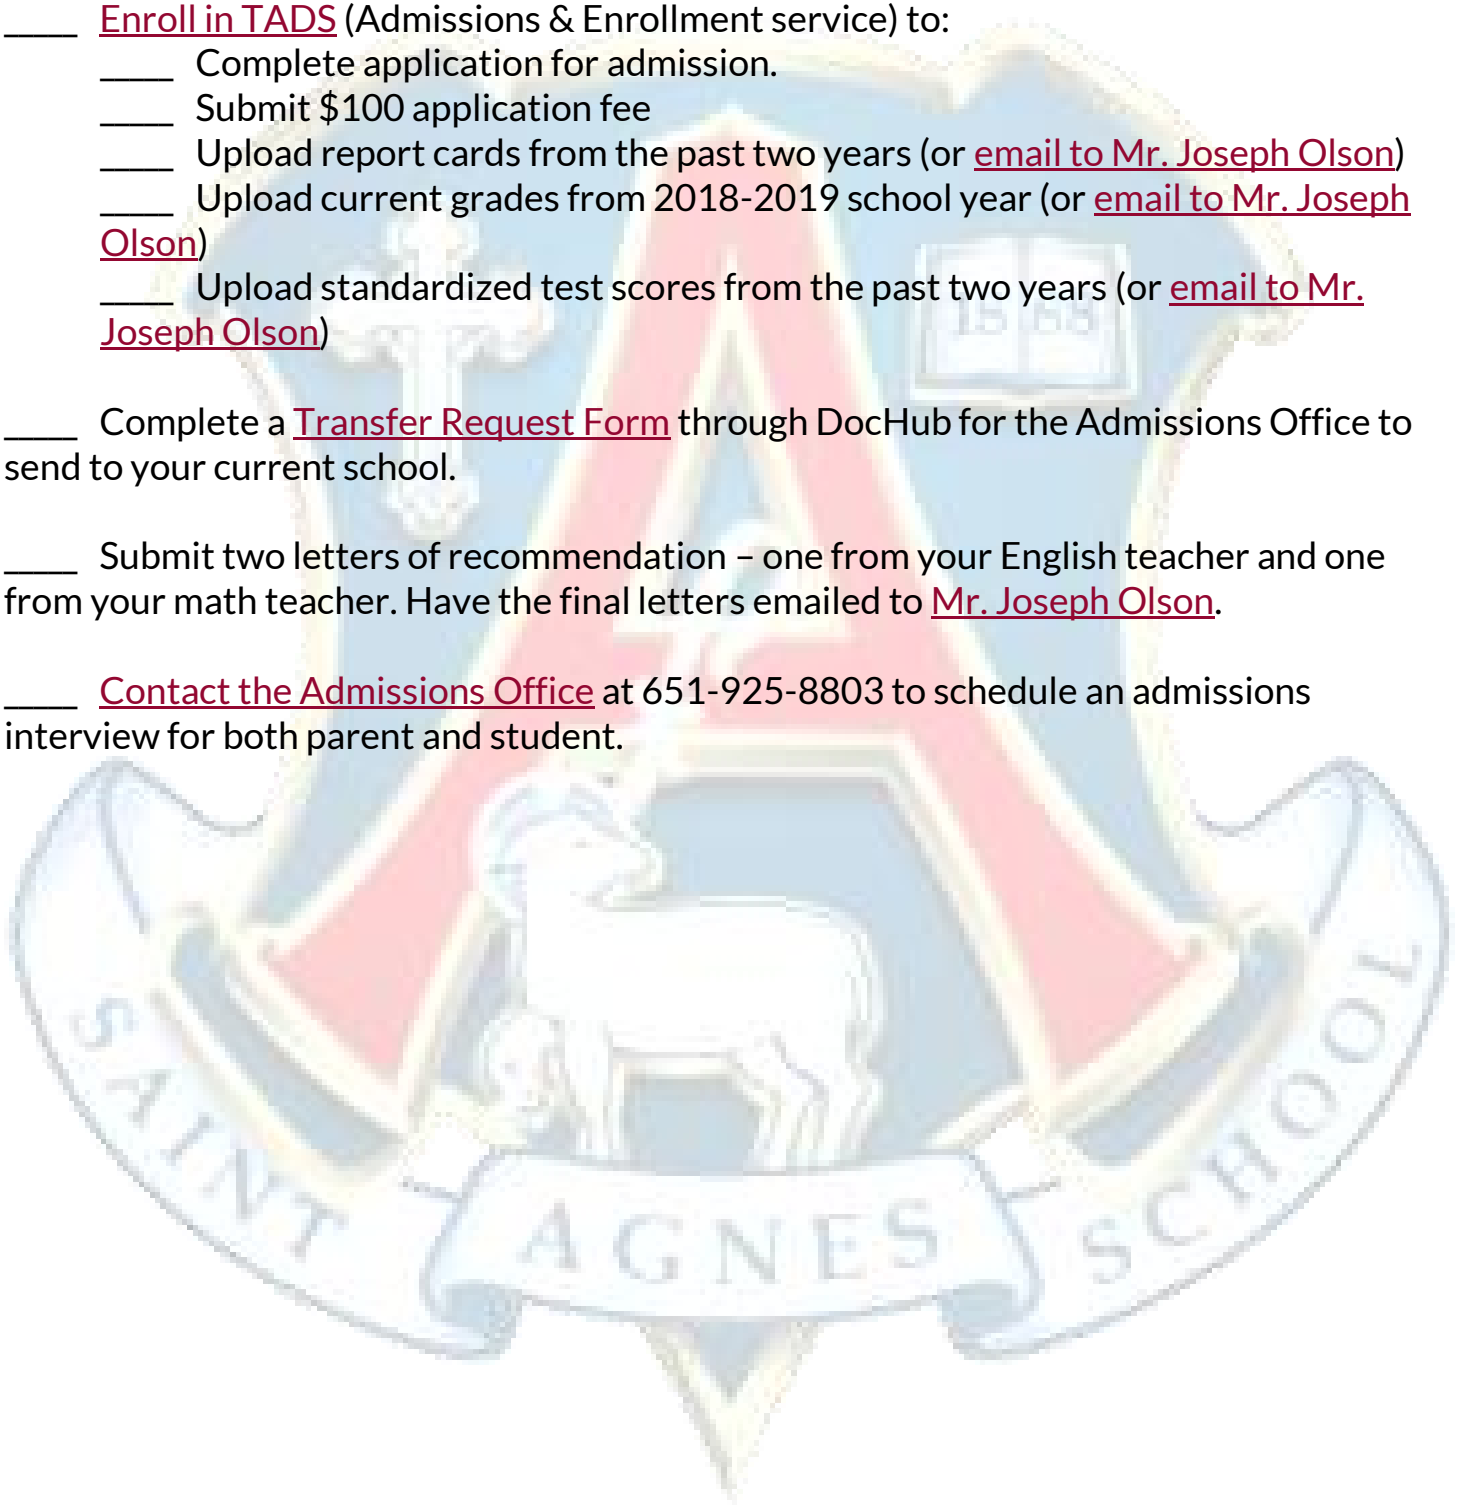 ____ Enroll in TADS (Admissions & Enrollment service) to:
____ Complete application for admission.
____ Submit $100 application fee
____ Upload report cards from the past two years (or email to Mr. Joseph Olson)
____ Upload current grades from 2018-2019 school year (or email to Mr. Joseph
Olson)
____ Upload standardized test scores from the past two years (or email to Mr.
Joseph Olson)
____ Complete a Transfer Request Form through DocHub for the Admissions Office to
send to your current school.
____ Submit two letters of recommendation – one from your English teacher and one
from your math teacher. Have the final letters emailed to Mr. Joseph Olson.
____ Contact the Admissions Office at 651-925-8803 to schedule an admissions
interview for both parent and student.
SAINT AGNES SCHOOL